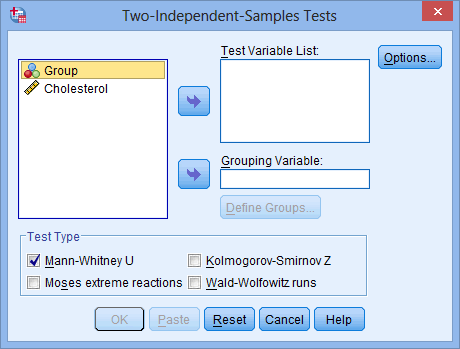 Two-Independent-Samples Tests
Group
Cholesterol
Test Variable List:
Options...
Grouping Variable:
Define Groups...
Test Type
Mann-Whitney U
Kolmogorov-Smirnov Z
Moses extreme reactions
Wald-Wolfowitz runs
OK
Paste
Reset
Cancel
Help